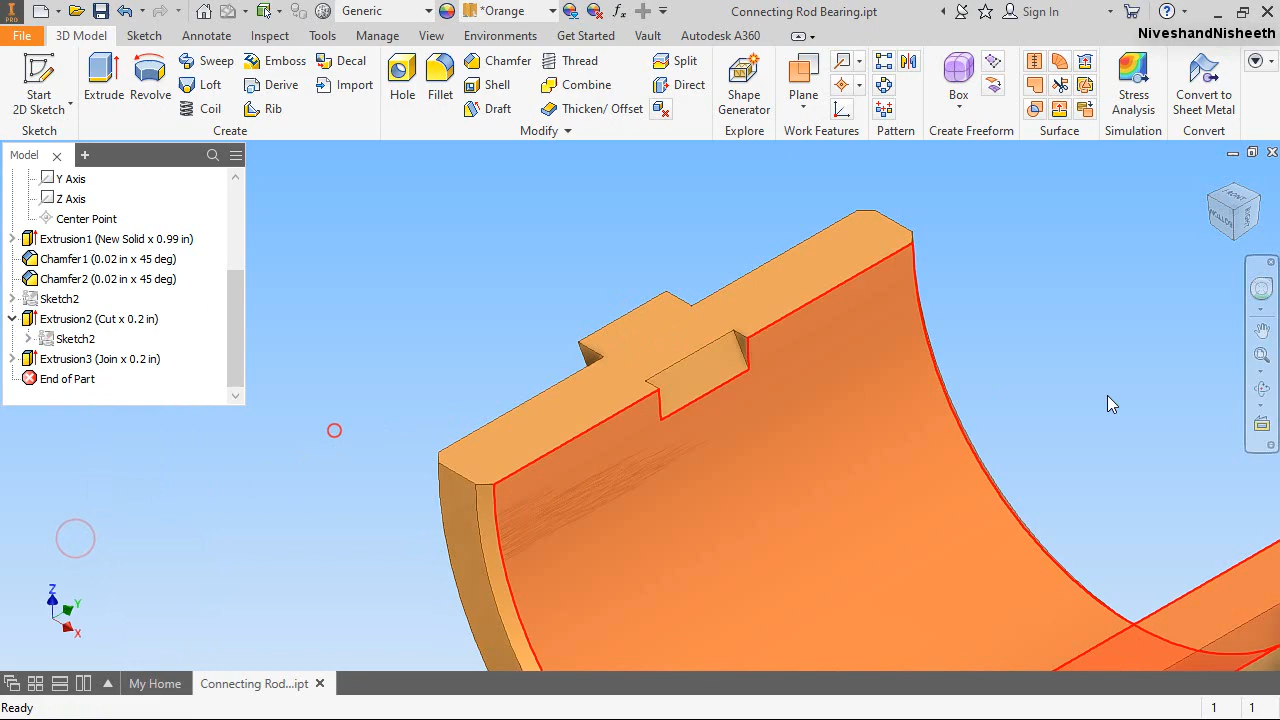 PRO
Generic
*Orange
Connecting Rod Bearing.ipt
Sign In
NiveshandNisheeth
File
3D Model
Sketch
Annotate
Inspect
Tools
Manage
View
Environments
Get Started
Vault
Autodesk A360
Start
2D Sketch
Sketch
Extrude
Revolve
Sweep
Loft
Coil
Emboss
Derive
Rib
Decal
Import
Create
Hole
Fillet
Chamfer
Shell
Draft
Thread
Combine
Thicken/ Offset
Split
Direct
Modify
Shape
Generator
Explore
Plane
Work Features
Pattern
Box
Create Freeform
Surface
Stress
Analysis
Simulation
Convert to
Sheet Metal
Convert
Model
Y Axis
Z Axis
Center Point
Extrusion1 (New Solid x 0.99 in)
Chamfer1 (0.02 in x 45 deg)
Chamfer2 (0.02 in x 45 deg)
Sketch2
Extrusion2 (Cut x 0.2 in)
Sketch2
Extrusion3 (Join x 0.2 in)
End of Part
FRONT
Z
Y
X
My Home
Connecting Rod...ipt
Ready
1
1